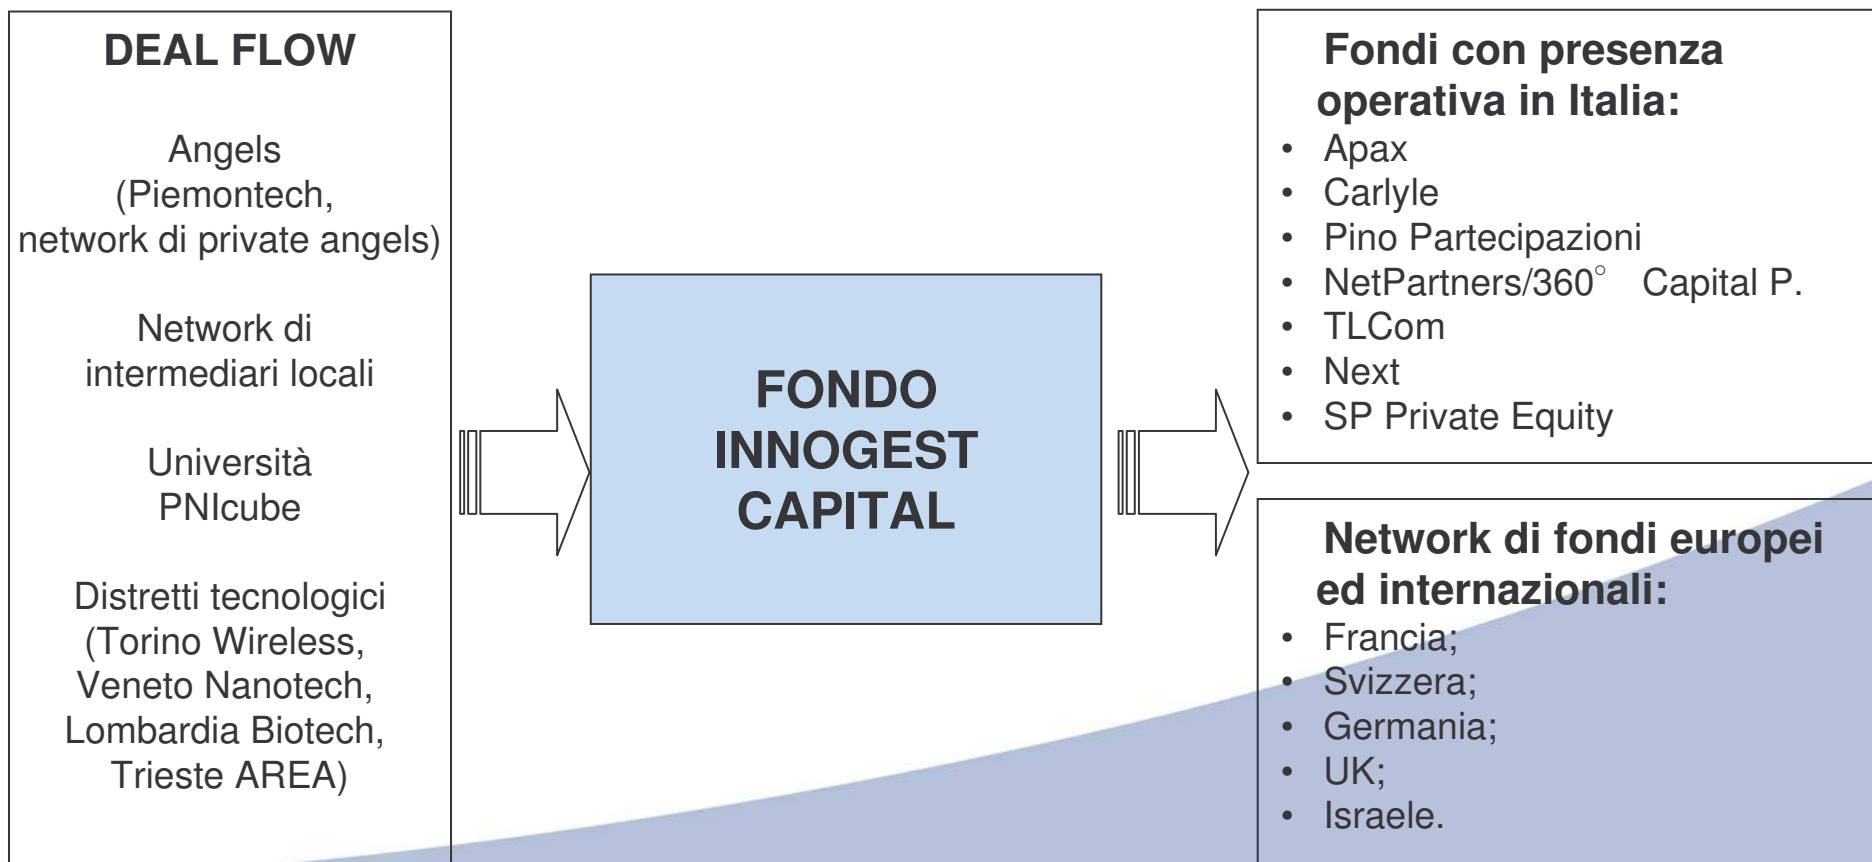 DEAL FLOW
Angels
(Piemontech,
network di private angels)
Network di
intermediari locali
Università
PNIcube
Distretti tecnologici
(Torino Wireless,
Veneto Nanotech,
Lombardia Biotech,
Trieste AREA)
FONDO
INNOGEST
CAPITAL
Fondi con presenza
operativa in Italia:
• Apax
• Carlyle
• Pino Partecipazioni
• NetPartners/360° Capital P.
• TLCom
• Next
• SP Private Equity
Network di fondi europei
ed internazionali:
• Francia;
• Svizzera;
• Germania;
• UK;
• Israele.